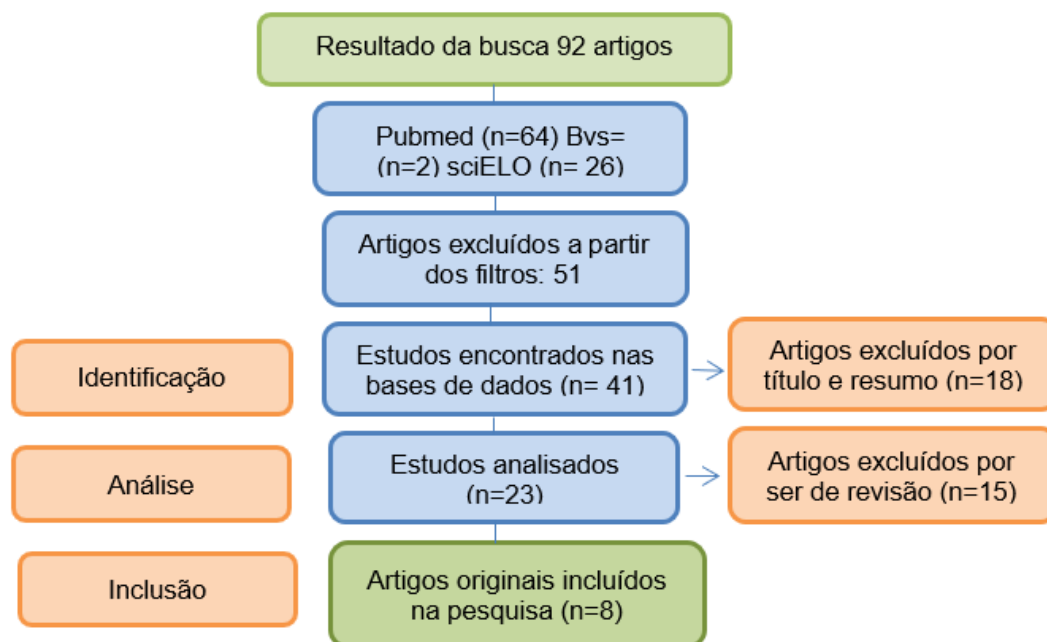 Resultado da busca 92 artigos
Pubmed (n=64) Bvs=
(n=2) sciELO (n= 26)
Artigos excluídos a partir
dos filtros: 51
Identificação
Estudos encontrados nas
bases de dados (n= 41)
Artigos excluídos por
título e resumo (n=18)
Análise
Estudos analisados
(n=23)
Artigos excluídos por
ser de revisão (n=15)
Inclusão
Artigos originais incluídos
na pesquisa (n=8)